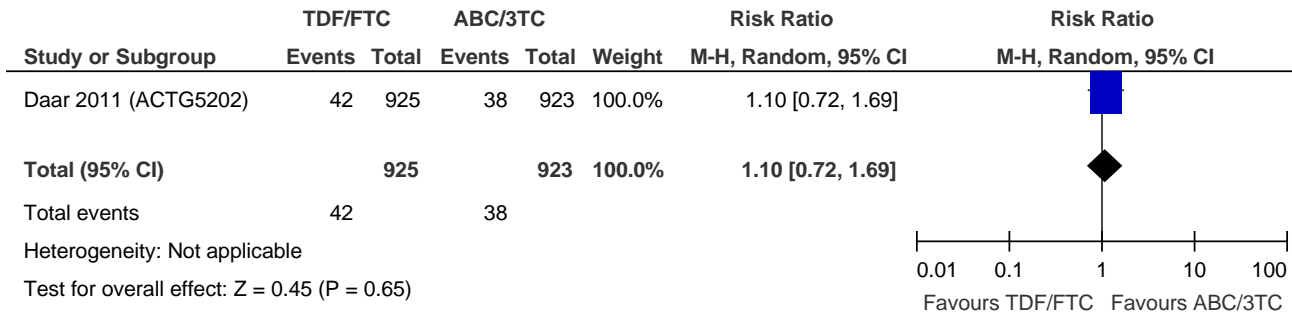 TDF/FTC ABC/3TC Risk Ratio Risk Ratio
Study or Subgroup Events Total Events Total Weight M-H, Random, 95% CI M-H, Random, 95% CI
Daar 2011 (ACTG5202) 42 925 38 923 100.0% 1.10 [0.72, 1.69]
Total (95% CI) 925 923 100.0% 1.10 [0.72, 1.69]
Total events 42 38
Heterogeneity: Not applicable
Test for overall effect: Z = 0.45 (P = 0.65)
0.01 0.1 1 10 100
Favours TDF/FTC Favours ABC/3TC